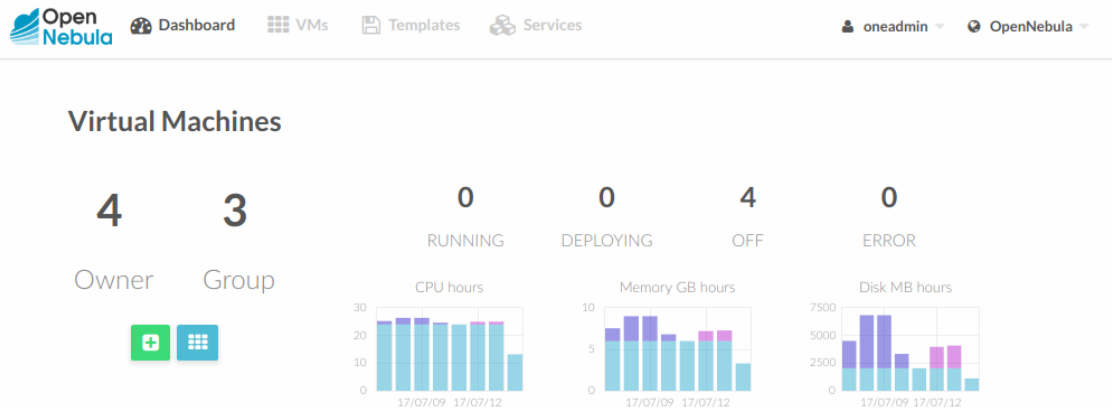 Open
Nebula
Dashboard
VMs
Templates
Services
oneadmin
OpenNebula
Virtual Machines
4
3
Owner
Group
0
0
4
0
RUNNING
DEPLOYING
OFF
ERROR
CPU hours
30
20
10
0
17/07/09 17/07/12
Memory GB hours
10
5
0
17/07/09 17/07/12
Disk MB hours
7500
5000
2500
0
17/07/09 17/07/12